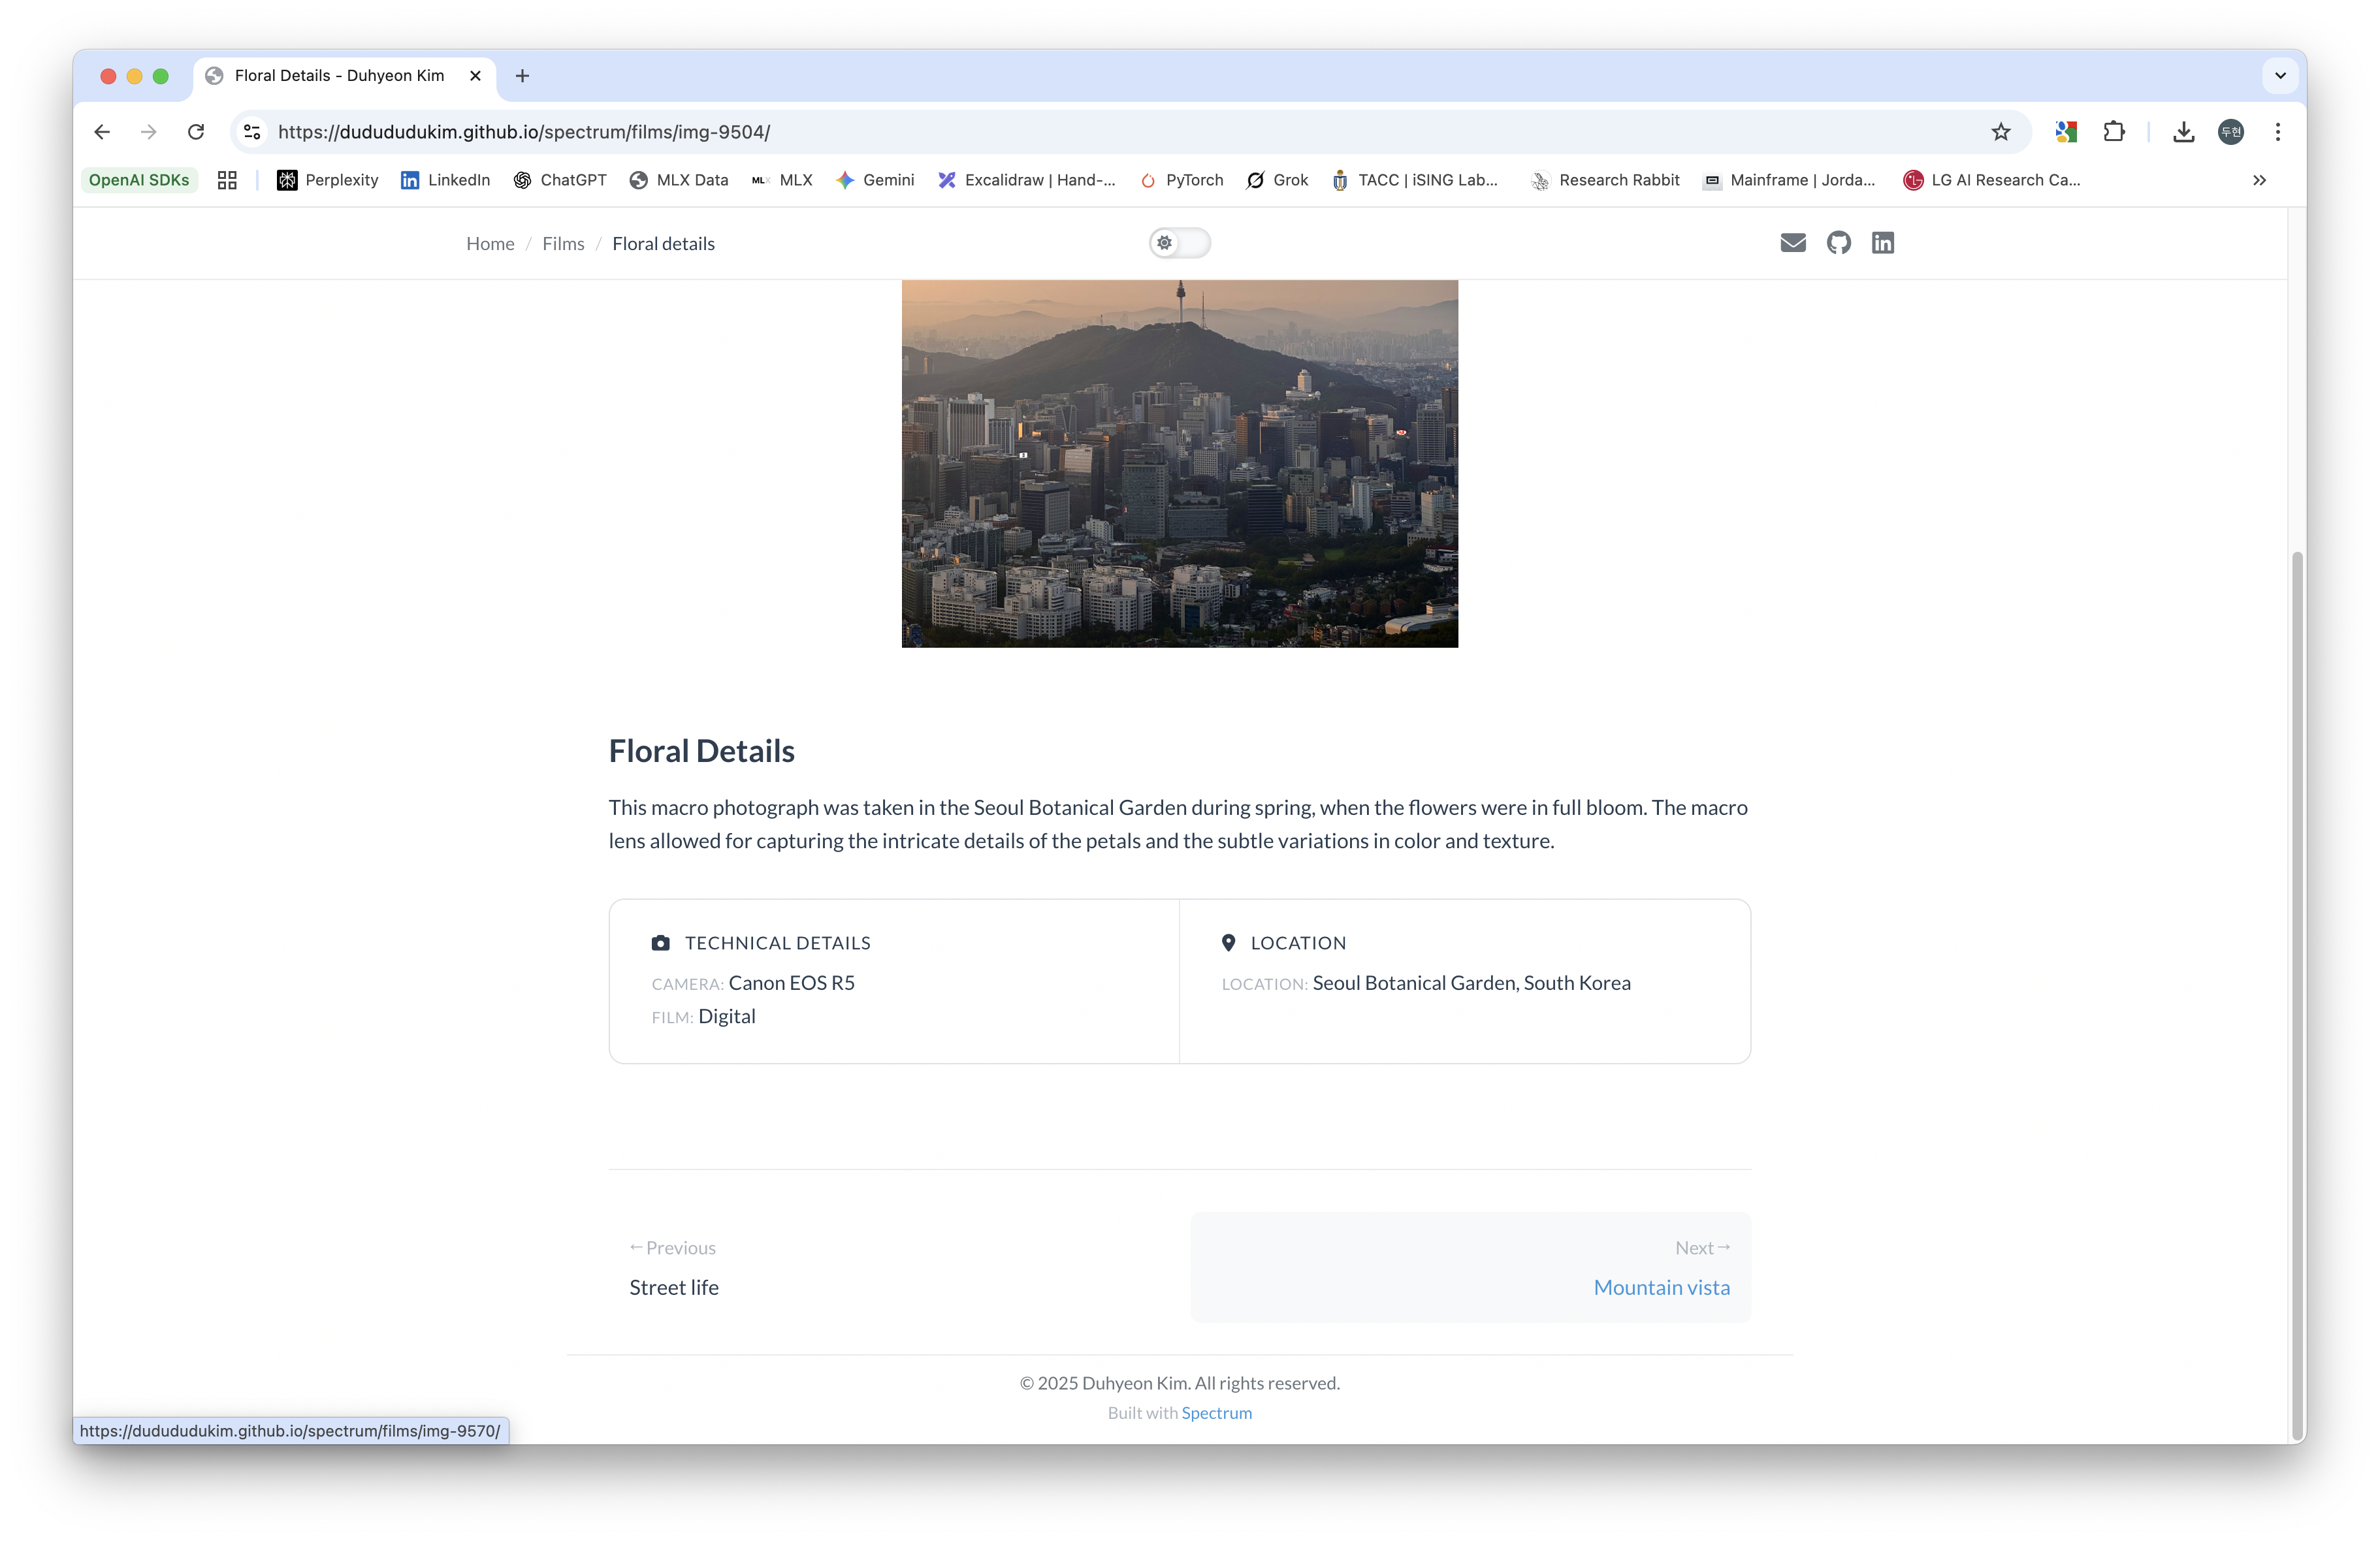 Floral Details - Duhyeon Kim
https://dudududukim.github.io/spectrum/films/img-9504/
두현
OpenAI SDKs
Perplexity
LinkedIn
ChatGPT
MLX Data
ML
MLX
Gemini
Excalidraw | Hand-...
PyTorch
Grok
TACC | iSING Lab...
Research Rabbit
Mainframe | Jorda...
LG AI Research Ca...
Home / Films / Floral details
Floral Details
This macro photograph was taken in the Seoul Botanical Garden during spring, when the flowers were in full bloom. The macro
lens allowed for capturing the intricate details of the petals and the subtle variations in color and texture.
TECHNICAL DETAILS
CAMERA: Canon EOS R5
FILM: Digital
LOCATION
LOCATION: Seoul Botanical Garden, South Korea
←Previous
Street life
Next→
Mountain vista
© 2025 Duhyeon Kim. All rights reserved.
Built with Spectrum
https://dudududukim.github.io/spectrum/films/img-9570/